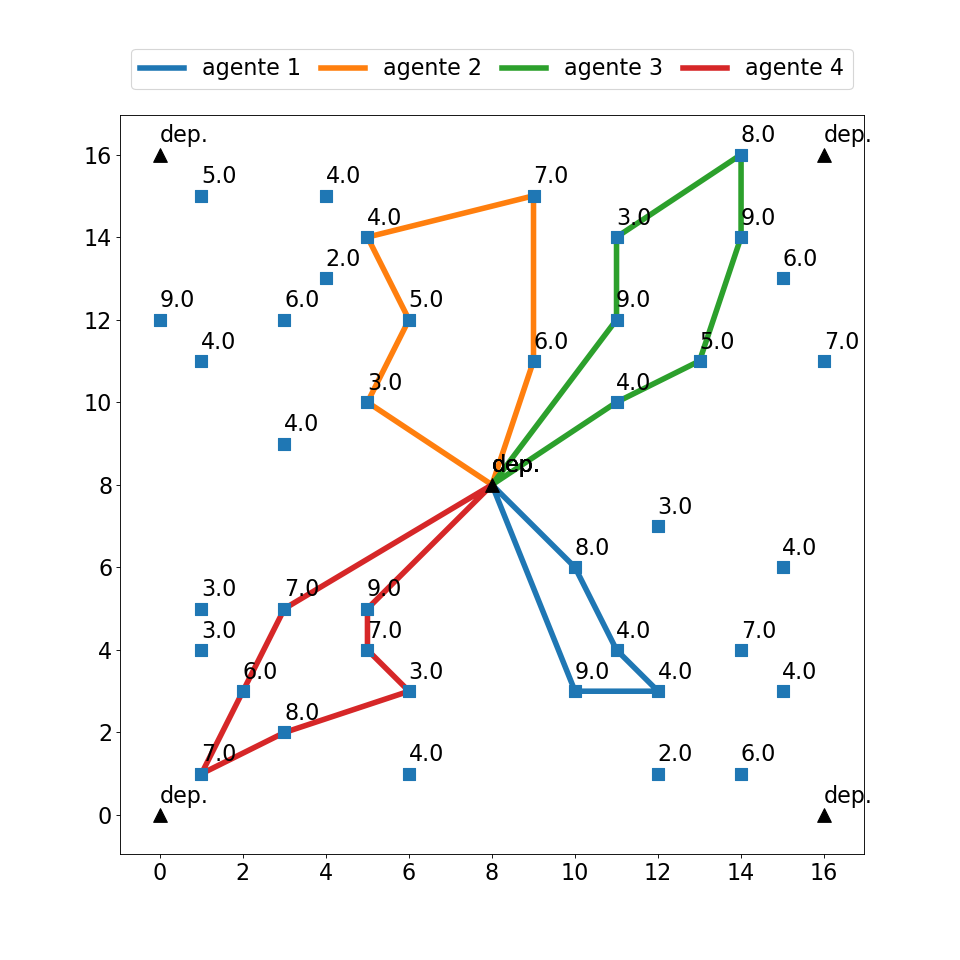 agente 1 agente 2 agente 3 agente 4
dep. 8.0 dep.
5.0 4.0 7.0
4.0 3.0 9.0
2.0 6.0
9.0 6.0 5.0 9.0
4.0 6.0 5.0 7.0
3.0 4.0
4.0
dep. dep.
3.0
8.0 4.0
3.0 7.0 9.0
3.0 7.0 4.0 7.0
6.0 3.0 9.0 4.0 4.0
8.0
7.0 4.0 2.0 6.0
dep. dep.
16
14
12
10
8
6
4
2
0
0 2 4 6 8 10 12 14 16